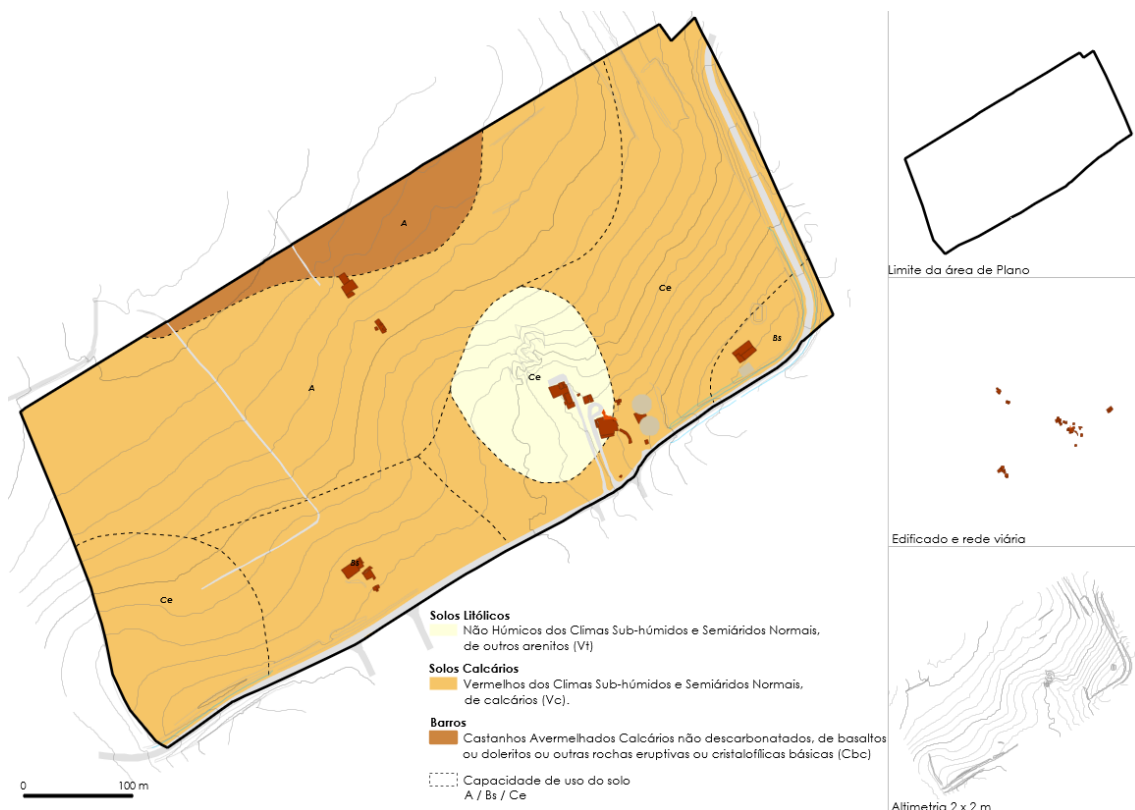 A
Ce
Bs
Ce
A
Bs
Ce
Solos Litólicos
Não Húmicos dos Climas Sub-húmidos e Semiáridos Normais,
de outros arenitos (Vt)
Solos Calcários
Vermelhos dos Climas Sub-húmidos e Semiáridos Normais,
de calcários (Vc).
Barros
Castanhos Avermelhados Calcários não descarbonatados, de basaltos
ou doleritos ou outras rochas eruptivas ou cristalofílicas básicas (Cbc)
Capacidade de uso do solo
A / Bs / Ce
0 100 m
Limite da área de Plano
Edificado e rede viária
Altimetria 2 x 2 m